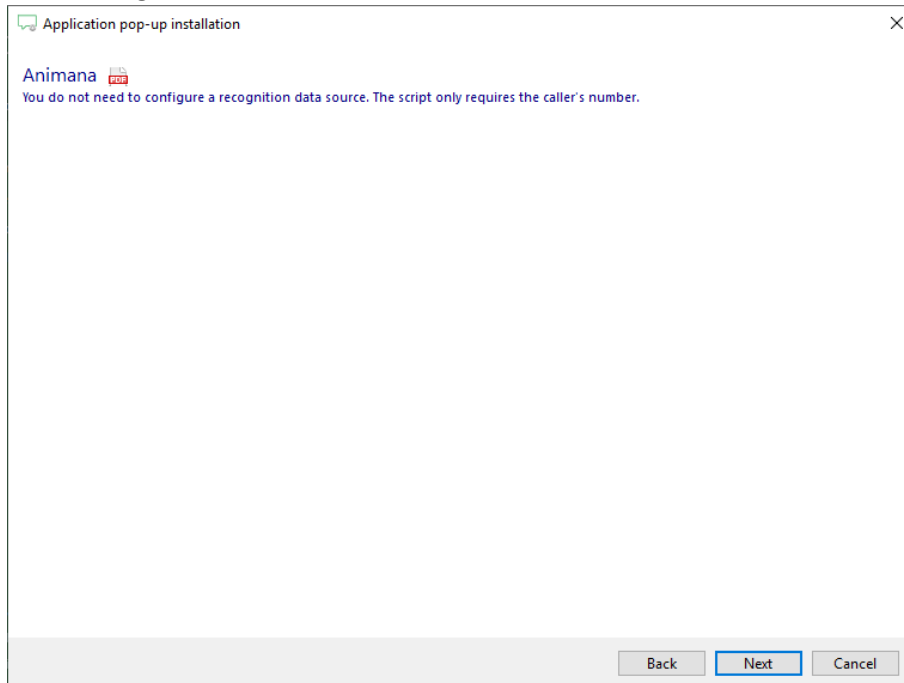 Application pop-up installation
Animana PDF
You do not need to configure a recognition data source. The script only requires the caller's number.
Back Next Cancel